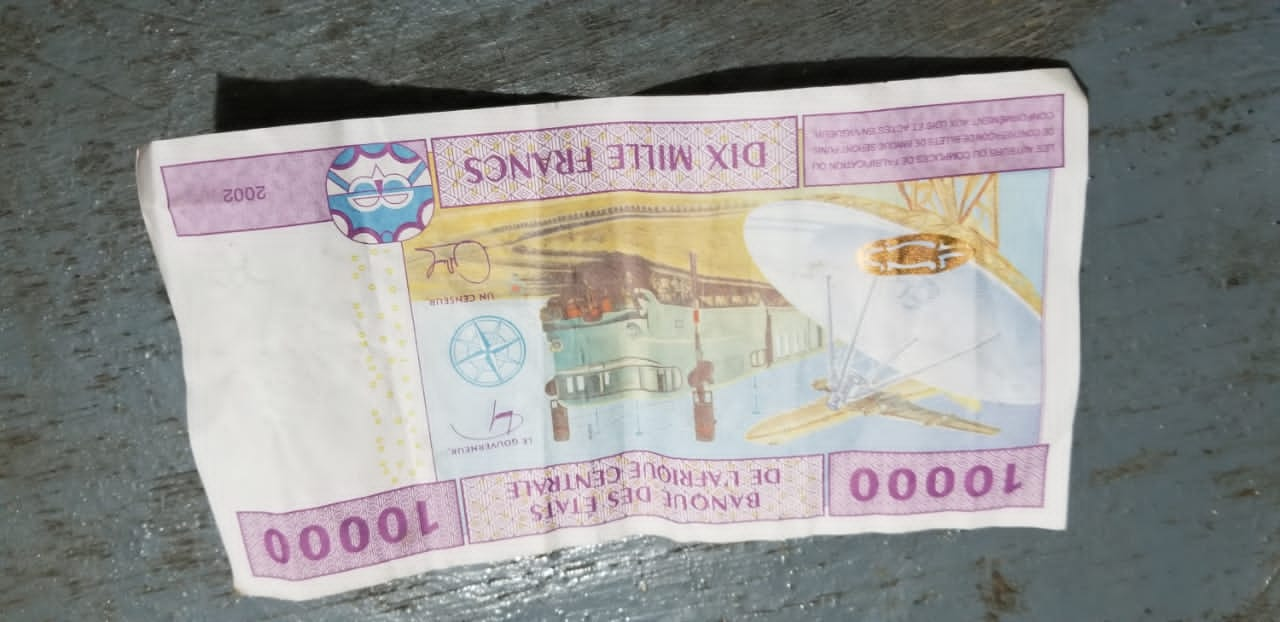 10000
BANQUE DES ÉTATS
DE L'AFRIQUE CENTRALE
10000
LE GOUVERNEUR,
UN CENSEUR,
LES AUTEURS OU COMPLICES DE FALSIFICATION OU
DE CONTREFAÇON DE BILLETS DE BANQUE SERONT PUNIS
CONFORMÉMENT AUX LOIS ET ACTES EN VIGUEUR.
DIX MILLE FRANCS
2002